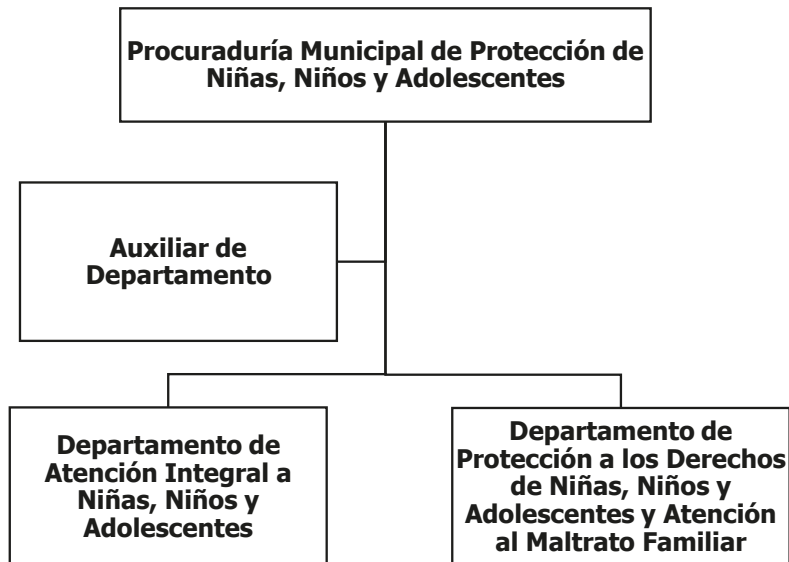 Procuraduría Municipal de Protección de
Niñas, Niños y Adolescentes
Auxiliar de
Departamento
Departamento de
Atención Integral a
Niñas, Niños y
Adolescentes
Departamento de
Protección a los Derechos
de Niñas, Niños y
Adolescentes y Atención
al Maltrato Familiar